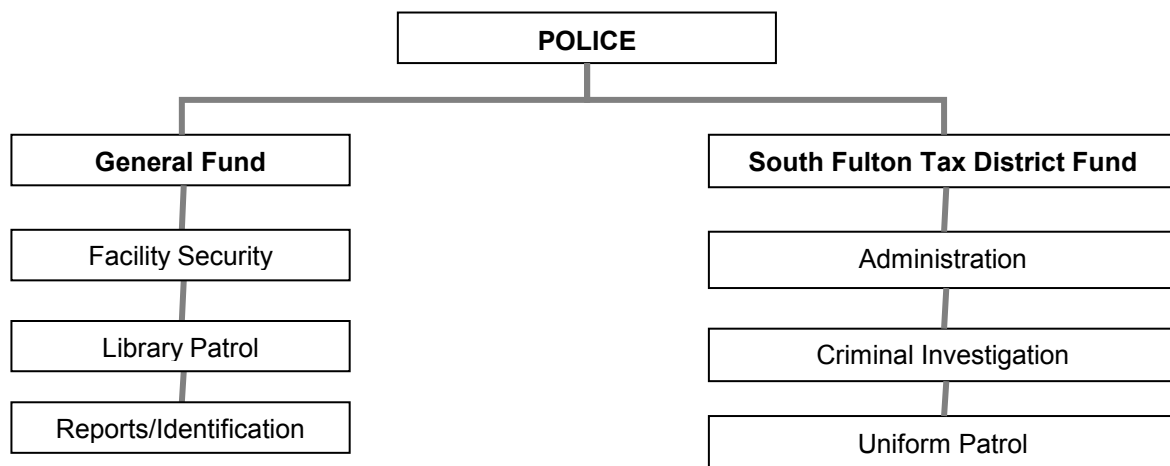 POLICE
General Fund
South Fulton Tax District Fund
Facility Security
Administration
Library Patrol
Criminal Investigation
Reports/Identification
Uniform Patrol